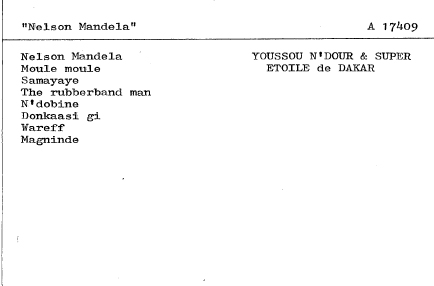 "Nelson Mandela" A 17409
Nelson Mandela YOUSSOU N'DOUR & SUPER
Moule moule ETOILE de DAKAR
Samayaye
The rubberband man
N'dobine
Donkaasi gi
Wareff
Magninde